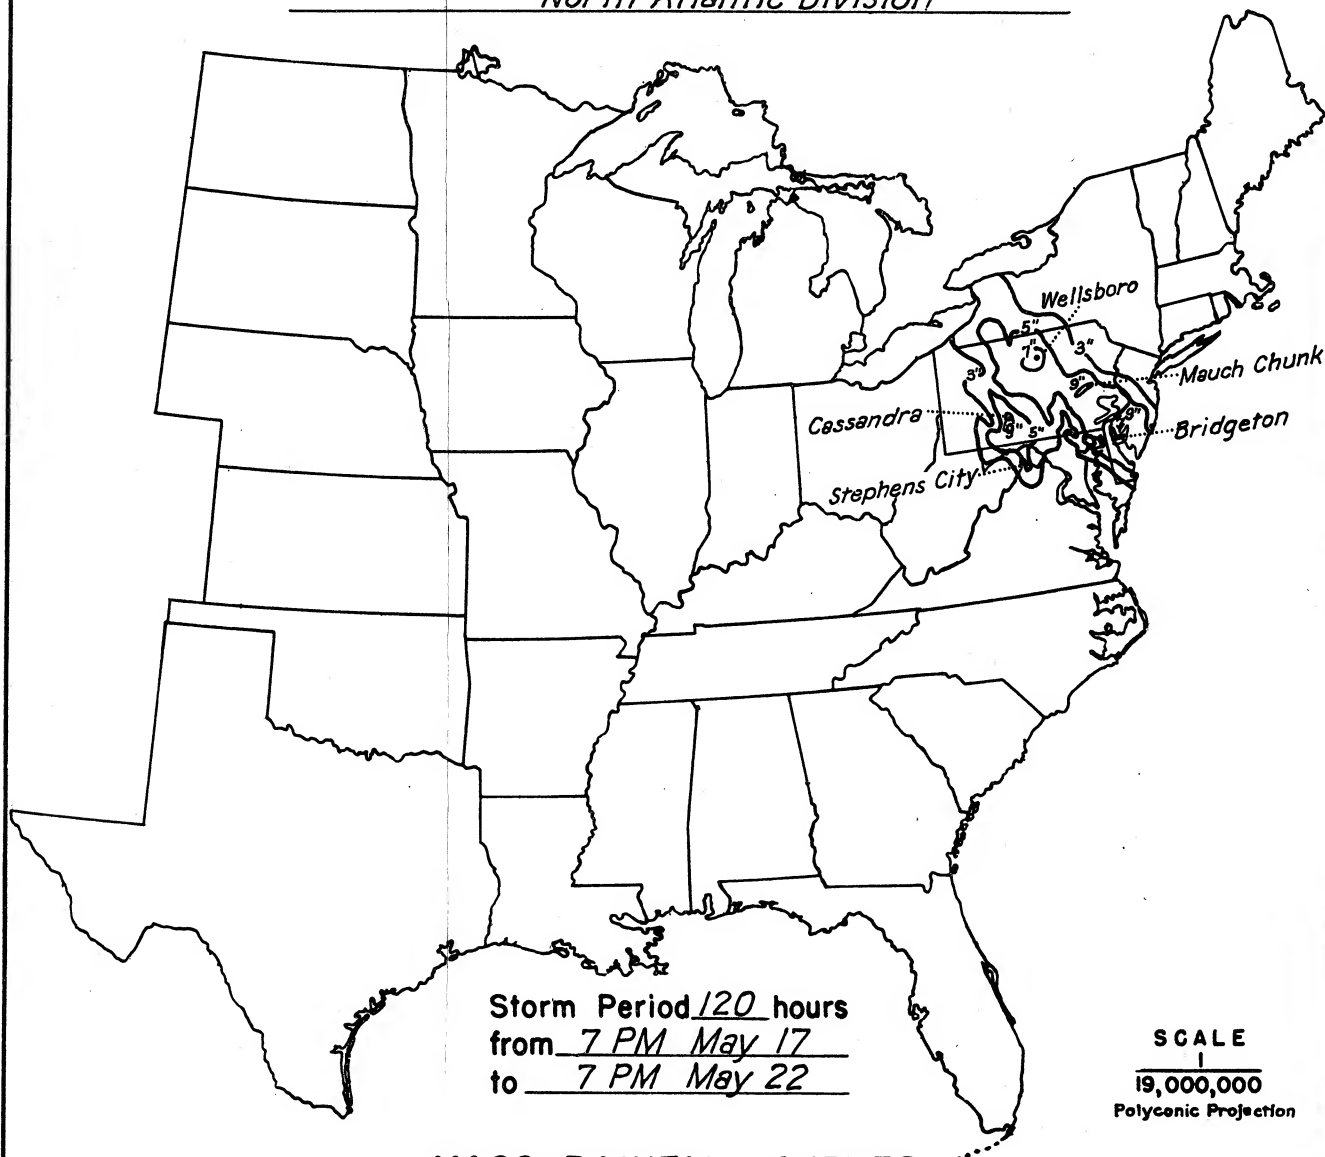 North Atlantic Division
Wellsboro
5"
7"
3"
3"
9"
Mauch Chunk
Cassandra
9"
9" 5"
Bridgeton
Stephens City
Storm Period 120 hours
from 7 PM May 17
to 7 PM May 22
SCALE
1
19,000,000
Polyconic Projection